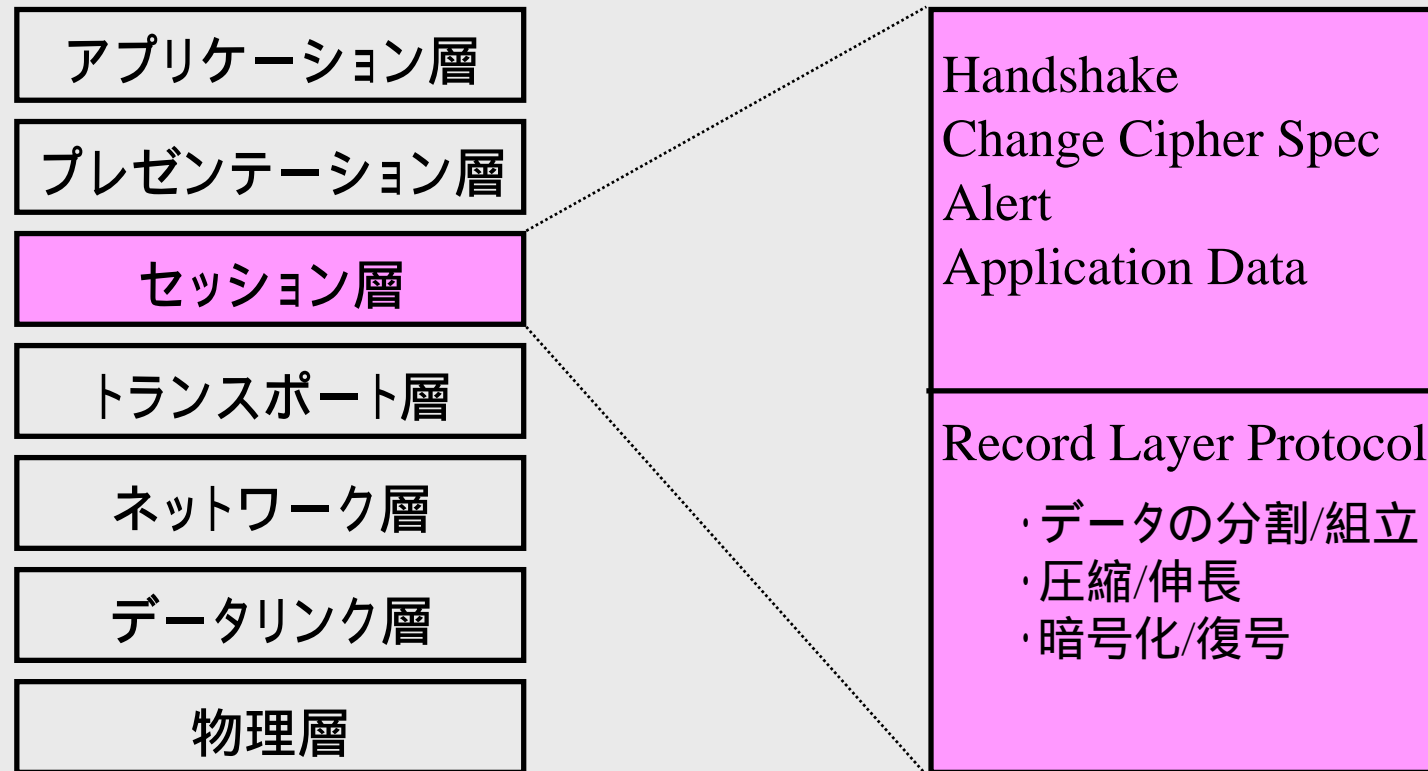 アプリケーション層
プレゼンテーション層
セッション層
トランスポート層
ネットワーク層
データリンク層
物理層
Handshake
Change Cipher Spec
Alert
Application Data
Record Layer Protocol
・データの分割/組立
・圧縮/伸長
・暗号化/復号